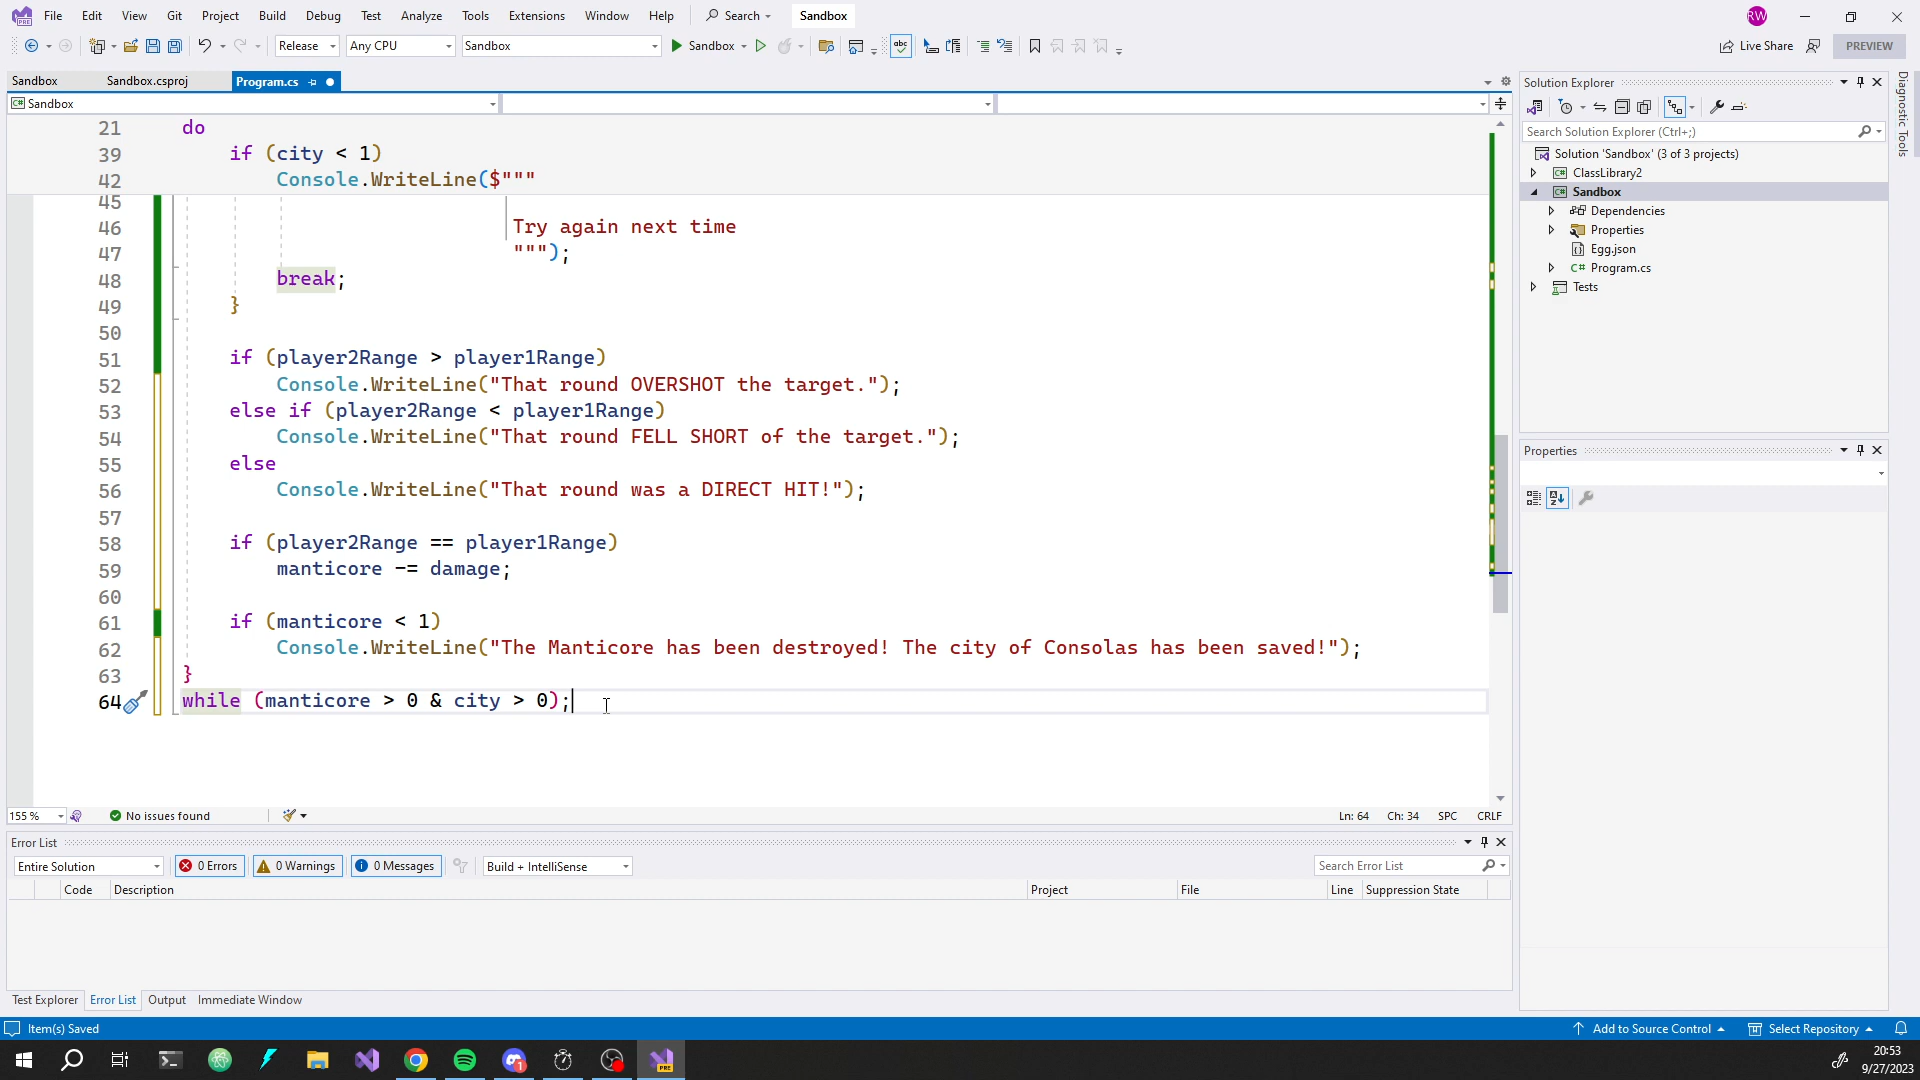 File Edit View Git Project Build Debug Test Analyze Tools Extensions Window Help Search Sandbox RW
Release Any CPU Sandbox Sandbox abc Live Share PREVIEW
Sandbox Sandbox.csproj Program.cs
C# Sandbox
21 do
39 if (city < 1)
42 Console.WriteLine($"""
45
46 Try again next time
47 """);
48 break;
49 }
50
51 if (player2Range > player1Range)
52 Console.WriteLine("That round OVERSHOT the target.");
53 else if (player2Range < player1Range)
54 Console.WriteLine("That round FELL SHORT of the target.");
55 else
56 Console.WriteLine("That round was a DIRECT HIT!");
57
58 if (player2Range == player1Range)
59 manticore -= damage;
60
61 if (manticore < 1)
62 Console.WriteLine("The Manticore has been destroyed! The city of Consolas has been saved!");
63 }
64 while (manticore > 0 & city > 0);
155 % No issues found Ln: 64 Ch: 34 SPC CRLF
Error List
Entire Solution 0 Errors 0 Warnings 0 Messages Build + IntelliSense Search Error List
Code Description Project File Line Suppression State
Test Explorer Error List Output Immediate Window
Solution Explorer
Search Solution Explorer (Ctrl+;)
Solution 'Sandbox' (3 of 3 projects)
C# ClassLibrary2
C# Sandbox
Dependencies
Properties
Egg.json
C# Program.cs
Tests
Properties
Diagnostic Tools
Item(s) Saved Add to Source Control Select Repository
1 PRE 20:53
9/27/2023